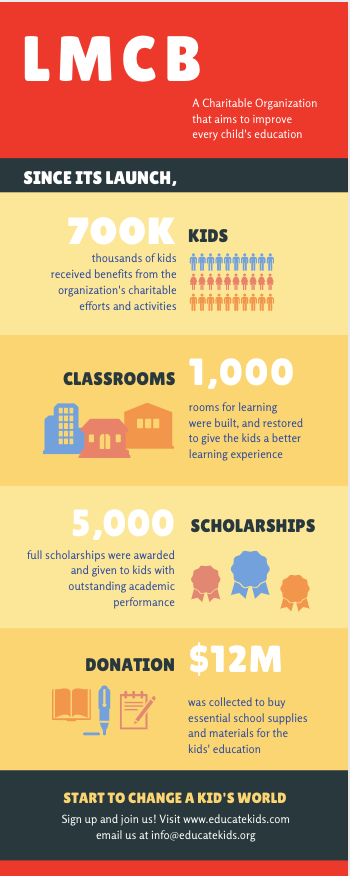 LMCB
A Charitable Organization
that aims to improve
every child's education
SINCE ITS LAUNCH,
700K KIDS
thousands of kids
received benefits from the
organization's charitable
efforts and activities
CLASSROOMS 1,000
rooms for learning
were built, and restored
to give the kids a better
learning experience
5,000 SCHOLARSHIPS
full scholarships were awarded
and given to kids with
outstanding academic
performance
DONATION $12M
was collected to buy
essential school supplies
and materials for the
kids' education
START TO CHANGE A KID'S WORLD
Sign up and join us! Visit www.educatekids.com
email us at info@educatekids.org